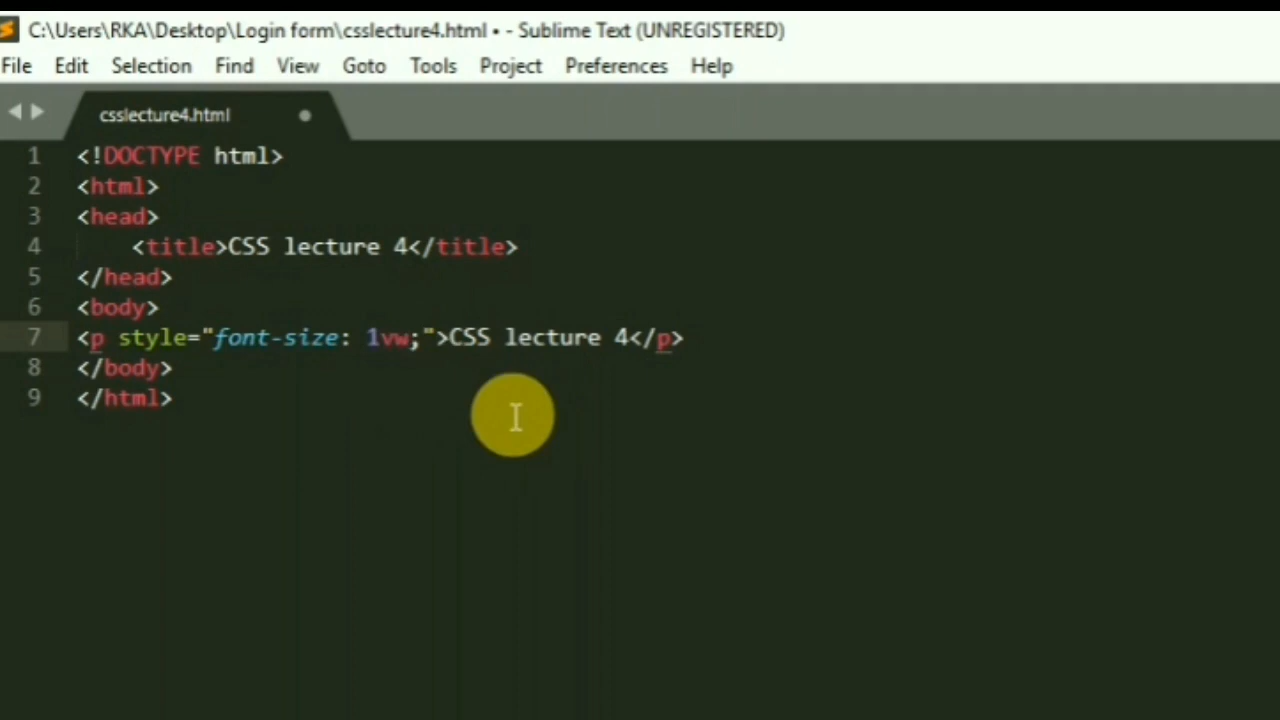 C:\Users\RKA\Desktop\Login form\csslecture4.html • - Sublime Text (UNREGISTERED)
File Edit Selection Find View Goto Tools Project Preferences Help
csslecture4.html
1 <!DOCTYPE html>
2 <html>
3 <head>
4     <title>CSS lecture 4</title>
5 </head>
6 <body>
7 <p style="font-size: 1vw;">CSS lecture 4</p>
8 </body>
9 </html>